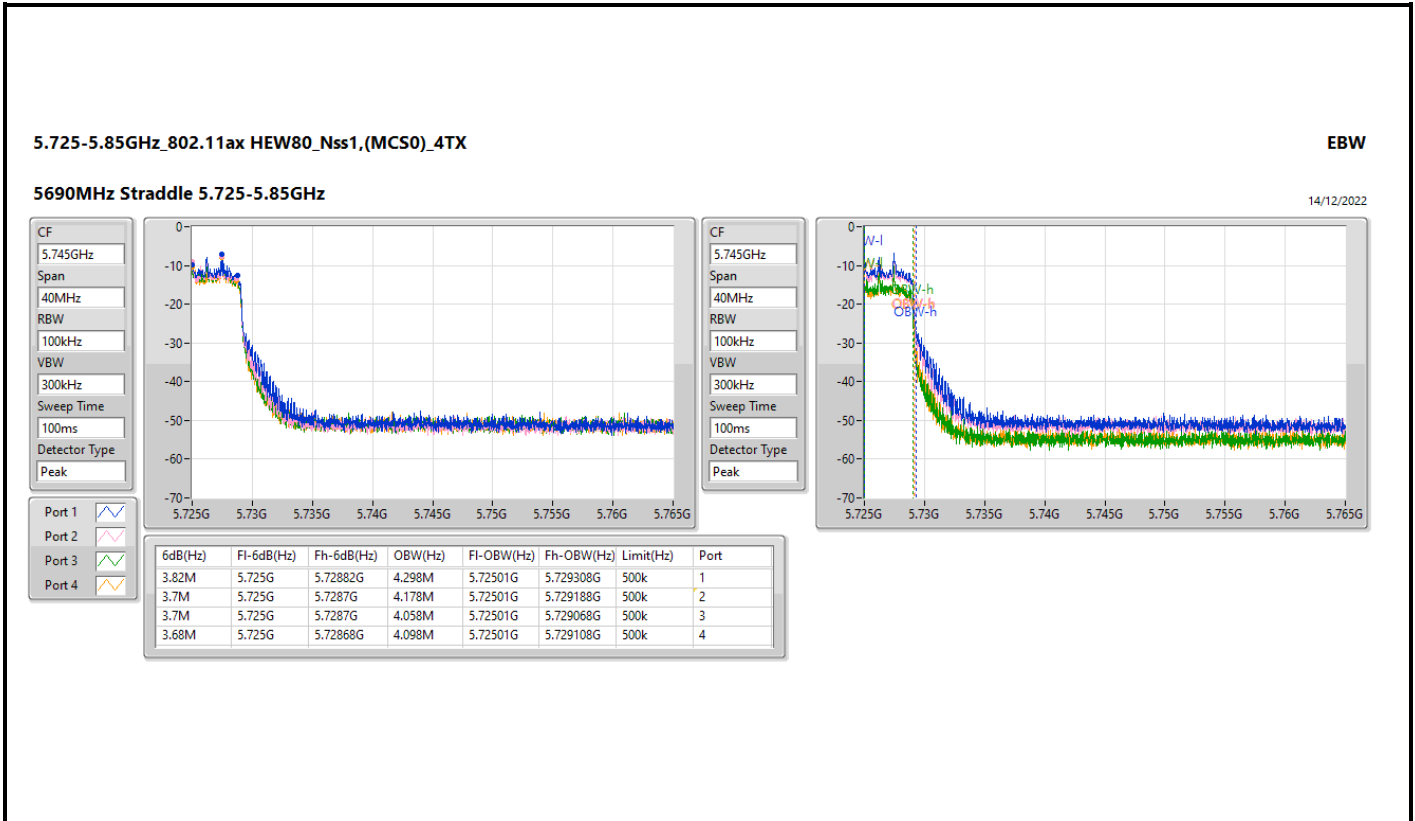 5.725-5.85GHz_802.11ax HEW80_Nss1,(MCS0)_4TX
EBW
5690MHz Straddle 5.725-5.85GHz
14/12/2022
CF
5.745GHz
Span
40MHz
RBW
100kHz
VBW
300kHz
Sweep Time
100ms
Detector Type
Peak
0
-10
-20
-30
-40
-50
-60
-70
5.725G 5.73G 5.735G 5.74G 5.745G 5.75G 5.755G 5.76G 5.765G
CF
5.745GHz
Span
40MHz
RBW
100kHz
VBW
300kHz
Sweep Time
100ms
Detector Type
Peak
0
-10
-20
-30
-40
-50
-60
-70
W-l
OBW-h
OBW-h
OBW-h
5.725G 5.73G 5.735G 5.74G 5.745G 5.75G 5.755G 5.76G 5.765G
Port 1
Port 2
Port 3
Port 4
6dB(Hz) Fl-6dB(Hz) Fh-6dB(Hz) OBW(Hz) Fl-OBW(Hz) Fh-OBW(Hz) Limit(Hz) Port
3.82M 5.725G 5.72882G 4.298M 5.72501G 5.729308G 500k 1
3.7M 5.725G 5.7287G 4.178M 5.72501G 5.729188G 500k 2
3.7M 5.725G 5.7287G 4.058M 5.72501G 5.729068G 500k 3
3.68M 5.725G 5.72868G 4.098M 5.72501G 5.729108G 500k 4